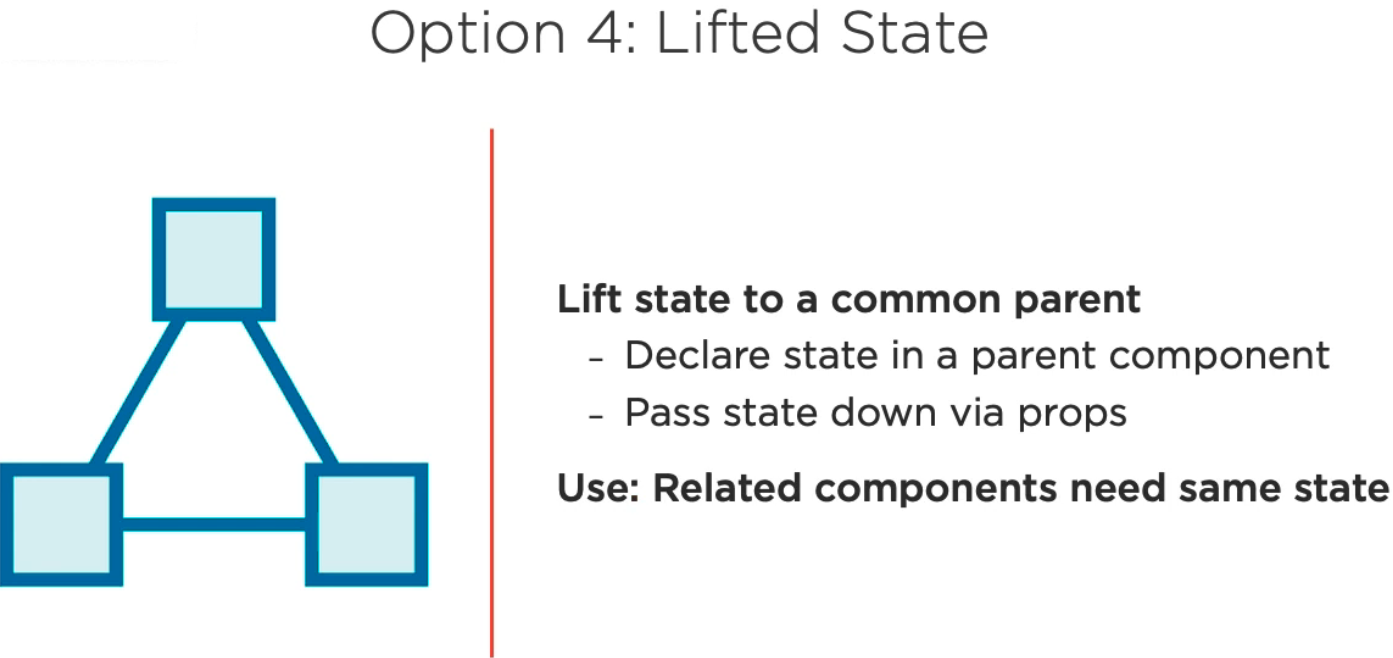 Option 4: Lifted State
Lift state to a common parent
- Declare state in a parent component
- Pass state down via props
Use: Related components need same state